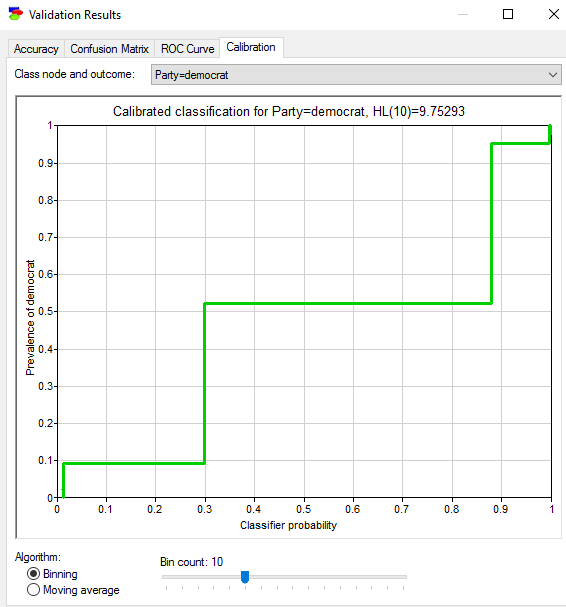 Validation Results
Accuracy Confusion Matrix ROC Curve Calibration
Class node and outcome: Party=democrat
Calibrated classification for Party=democrat, HL(10)=9.75293
1
0.9
0.8
0.7
0.6
0.5
0.4
0.3
0.2
0.1
0
Prevalence of democrat
0 0.1 0.2 0.3 0.4 0.5 0.6 0.7 0.8 0.9 1
Classifier probability
Algorithm:
Binning
Moving average
Bin count: 10